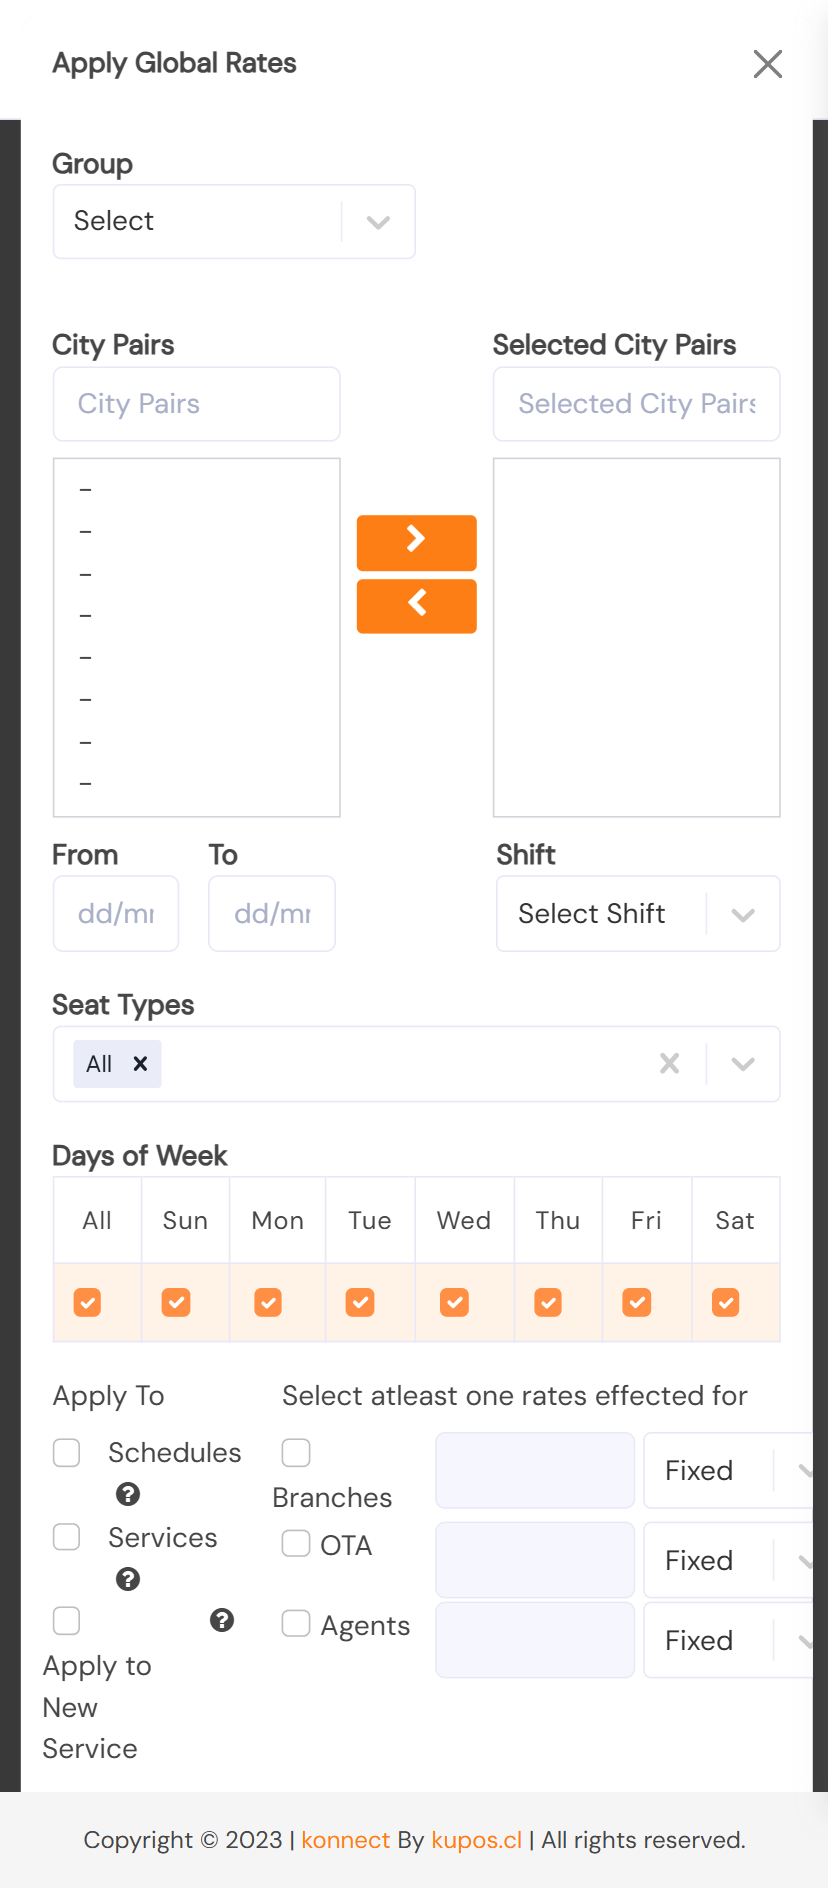 Apply Global Rates
Group
Select
City Pairs
Selected City Pairs
City Pairs
Selected City Pairs
-
-
-
-
-
-
-
-
From To Shift
dd/mm dd/mm Select Shift
Seat Types
All
Days of Week
All Sun Mon Tue Wed Thu Fri Sat
Apply To
Select atleast one rates effected for
Schedules
Branches
Fixed
Services
OTA
Fixed
Apply to
New
Service
Agents
Fixed
Copyright © 2023 | konnect By kupos.cl | All rights reserved.